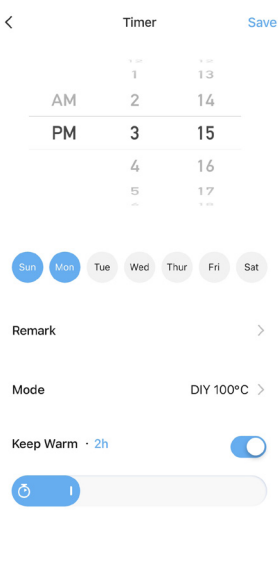 Timer Save
1 13
AM 2 14
PM 3 15
4 16
5 17
Sun Mon Tue Wed Thur Fri Sat
Remark
Mode DIY 100°C
Keep Warm · 2h